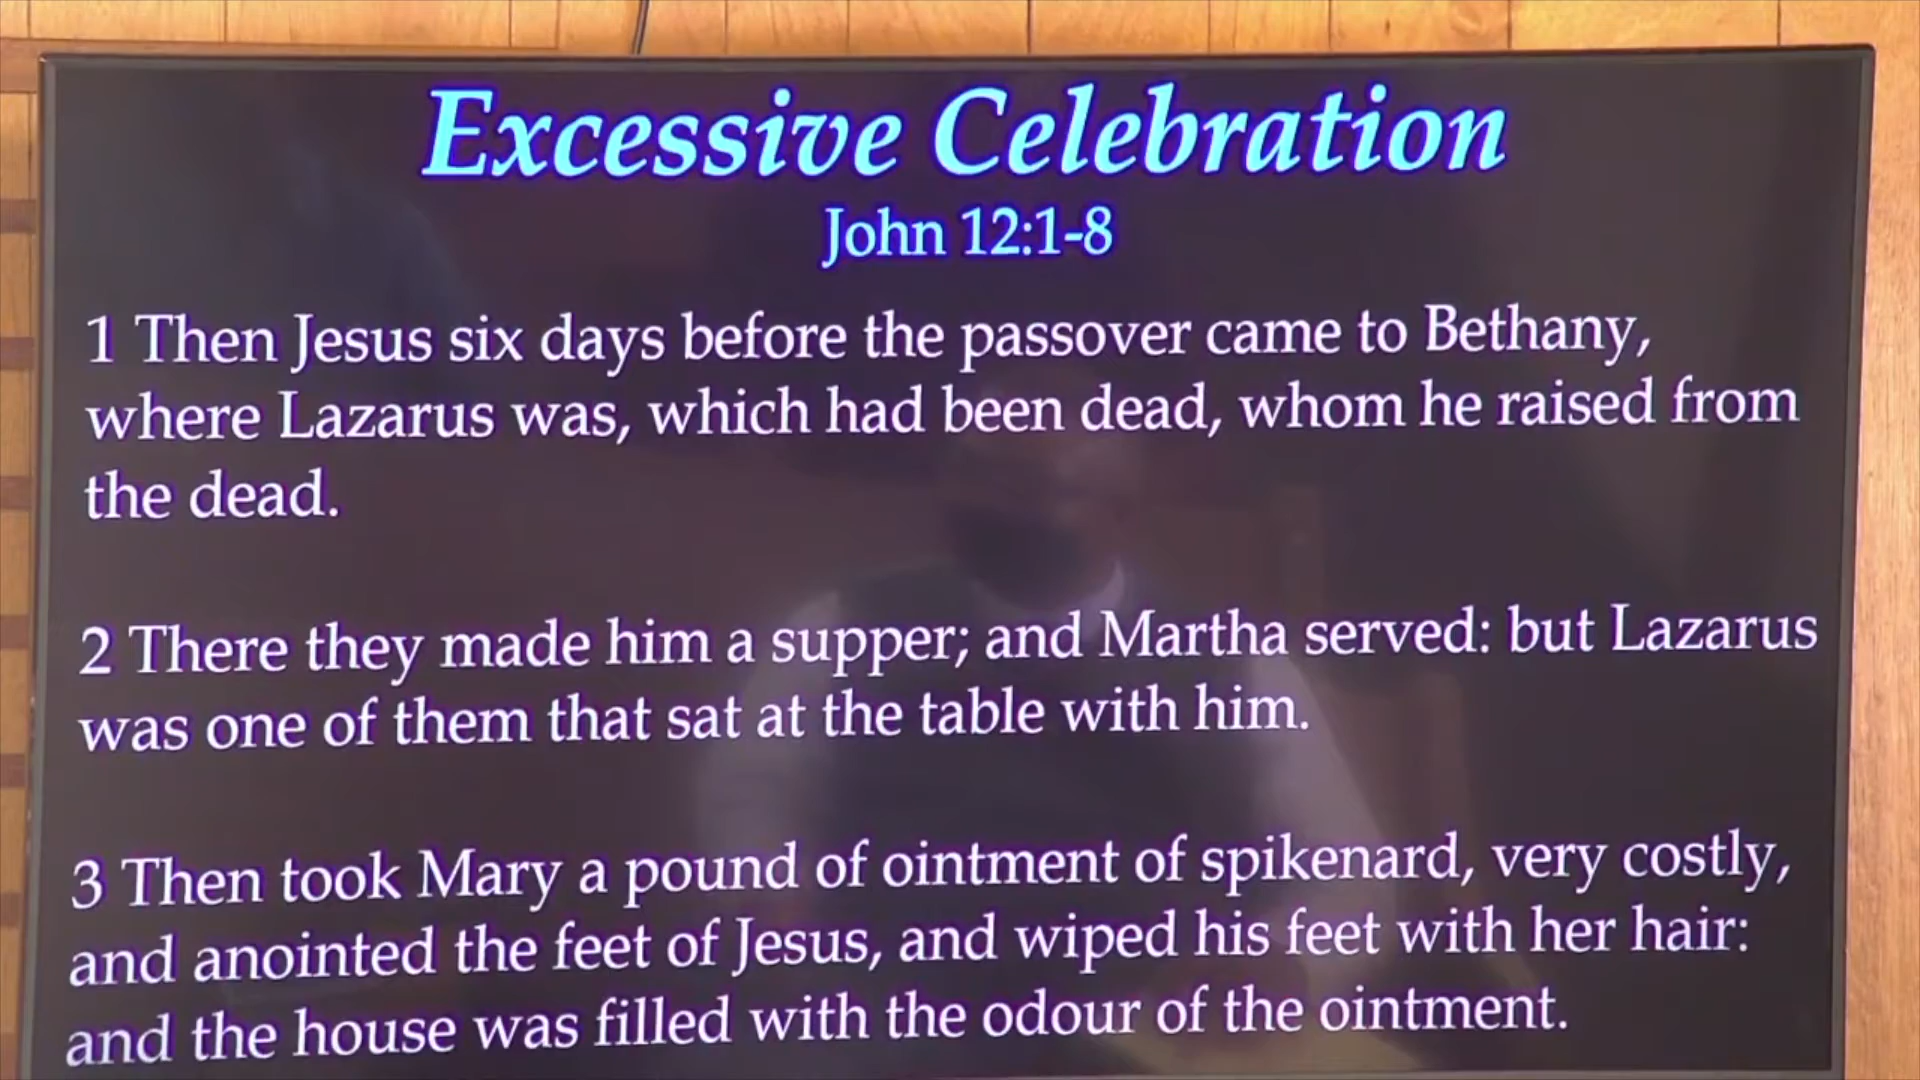 Excessive Celebration
John 12:1-8
1 Then Jesus six days before the passover came to Bethany,
where Lazarus was, which had been dead, whom he raised from
the dead.
2 There they made him a supper; and Martha served: but Lazarus
was one of them that sat at the table with him.
3 Then took Mary a pound of ointment of spikenard, very costly,
and anointed the feet of Jesus, and wiped his feet with her hair:
and the house was filled with the odour of the ointment.